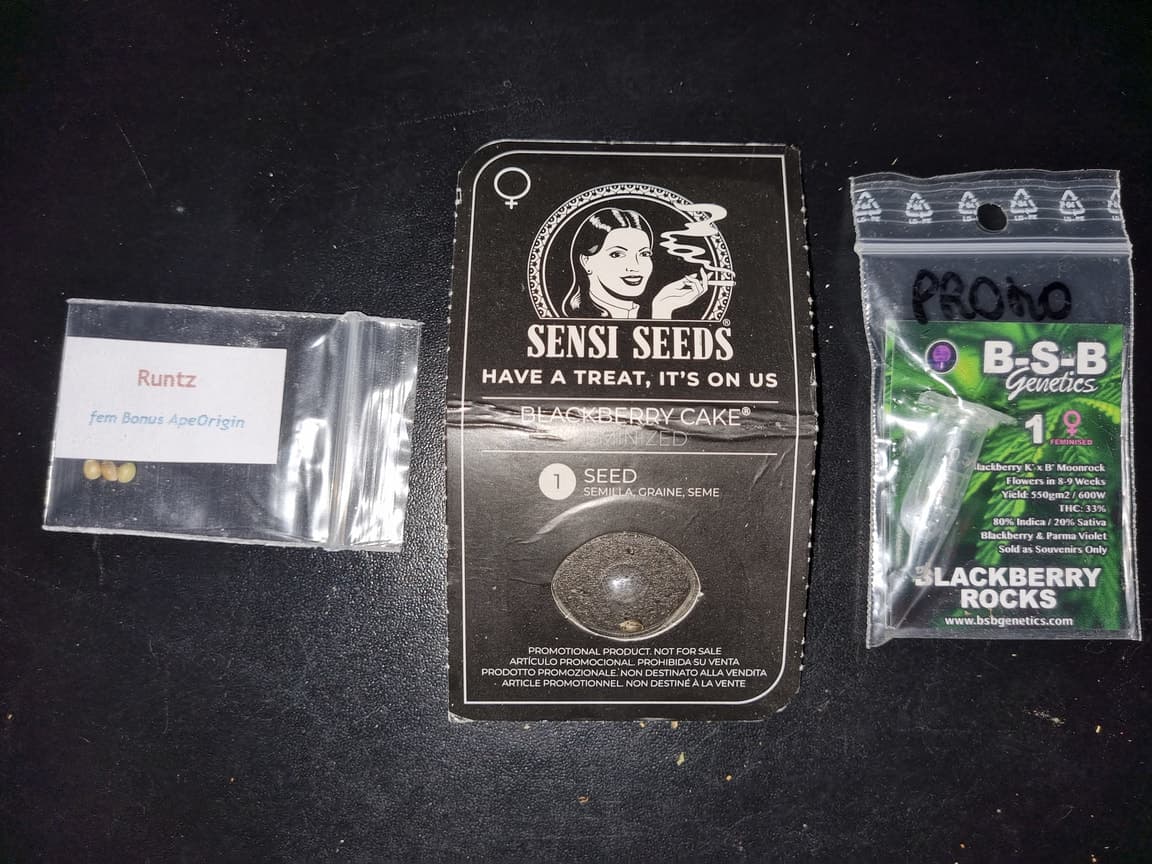 Runtz
fem Bonus ApeOrigin
SENSI SEEDS®
HAVE A TREAT, IT'S ON US
BLACKBERRY CAKE®
1 SEED
SEMILLA, GRAINE, SEME
PROMOTIONAL PRODUCT. NOT FOR SALE
ARTÍCULO PROMOCIONAL. PROHIBIDA SU VENTA
PRODOTTO PROMOZIONALE. NON DESTINATO ALLA VENDITA
ARTICLE PROMOTIONNEL. NON DESTINÉ À LA VENTE
PROMO
B-S-B
Genetics
1 FEMINISED
Blackberry K' x B' Moonrock
Flowers in 8-9 Weeks
Yield: 550gm2 / 600W
THC: 33%
80% Indica / 20% Sativa
Blackberry & Parma Violet
Sold as Souvenirs Only
BLACKBERRY
ROCKS
www.bsbgenetics.com